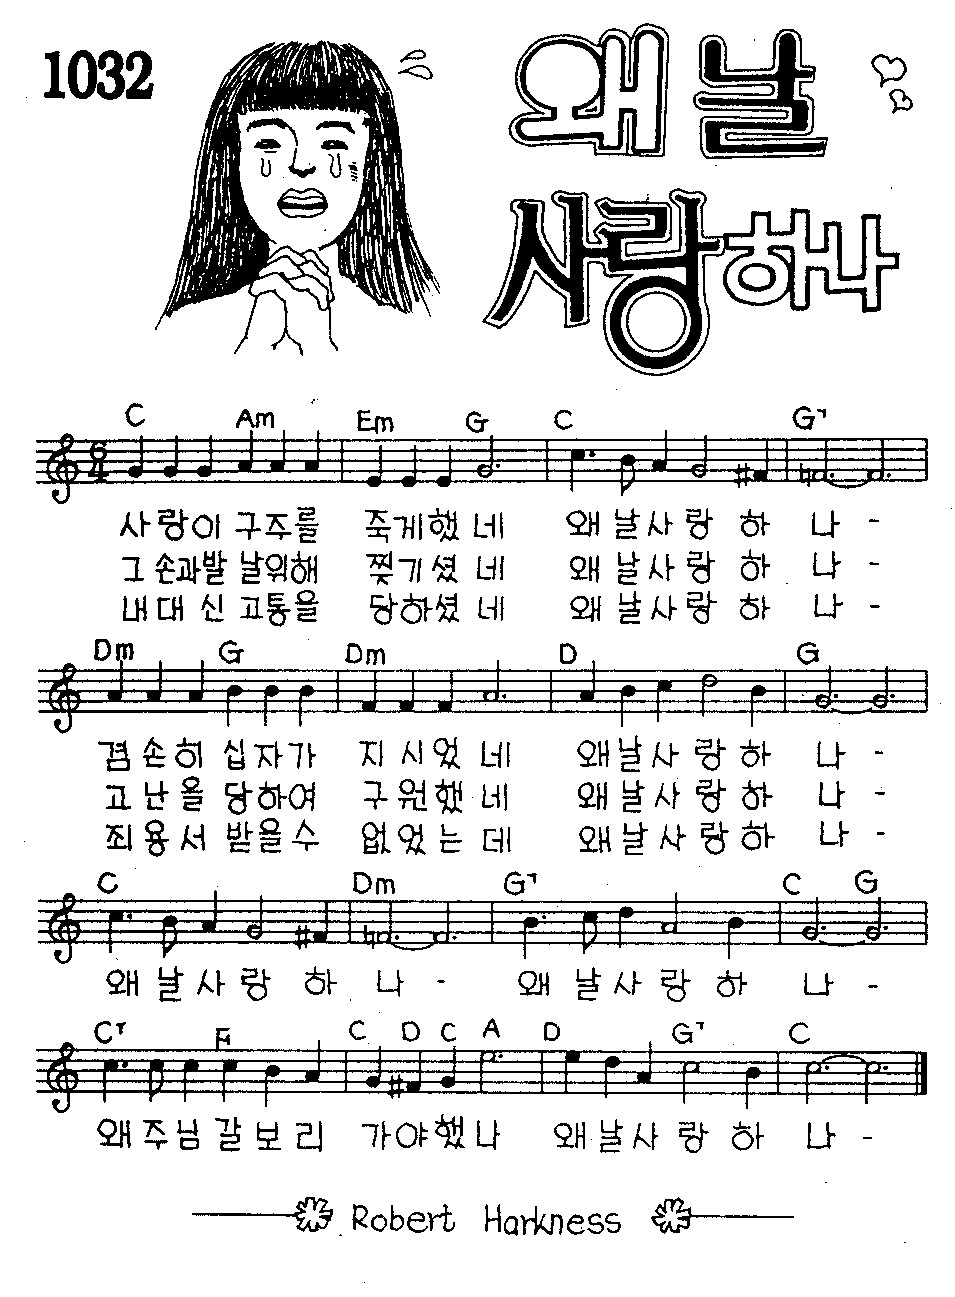 1032
왜 날
사랑하나
C Am Em G C G7
사 랑이 구주를 죽게했 네 왜 날사 랑 하 나 -
그 손과발 날위해 찢기셨 네 왜 날사 랑 하 나 -
내 대 신 고통을 당하셨 네 왜 날사 랑 하 나 -
Dm G Dm D G
겸 손 히 십 자 가 지 시 었 네 왜 날 사 랑 하 나 -
고 난 을 당하여 구 원했 네 왜 날 사 랑 하 나 -
죄 용 서 받을수 없었는 데 왜 날 사 랑 하 나 -
C Dm G7 C G
왜 날 사 랑 하 나 - 왜 날 사 랑 하 나 -
C7 F C D C A D G7 C
왜 주 님 갈 보 리 가야했 나 왜 날 사 랑 하 나 -
Robert Harkness